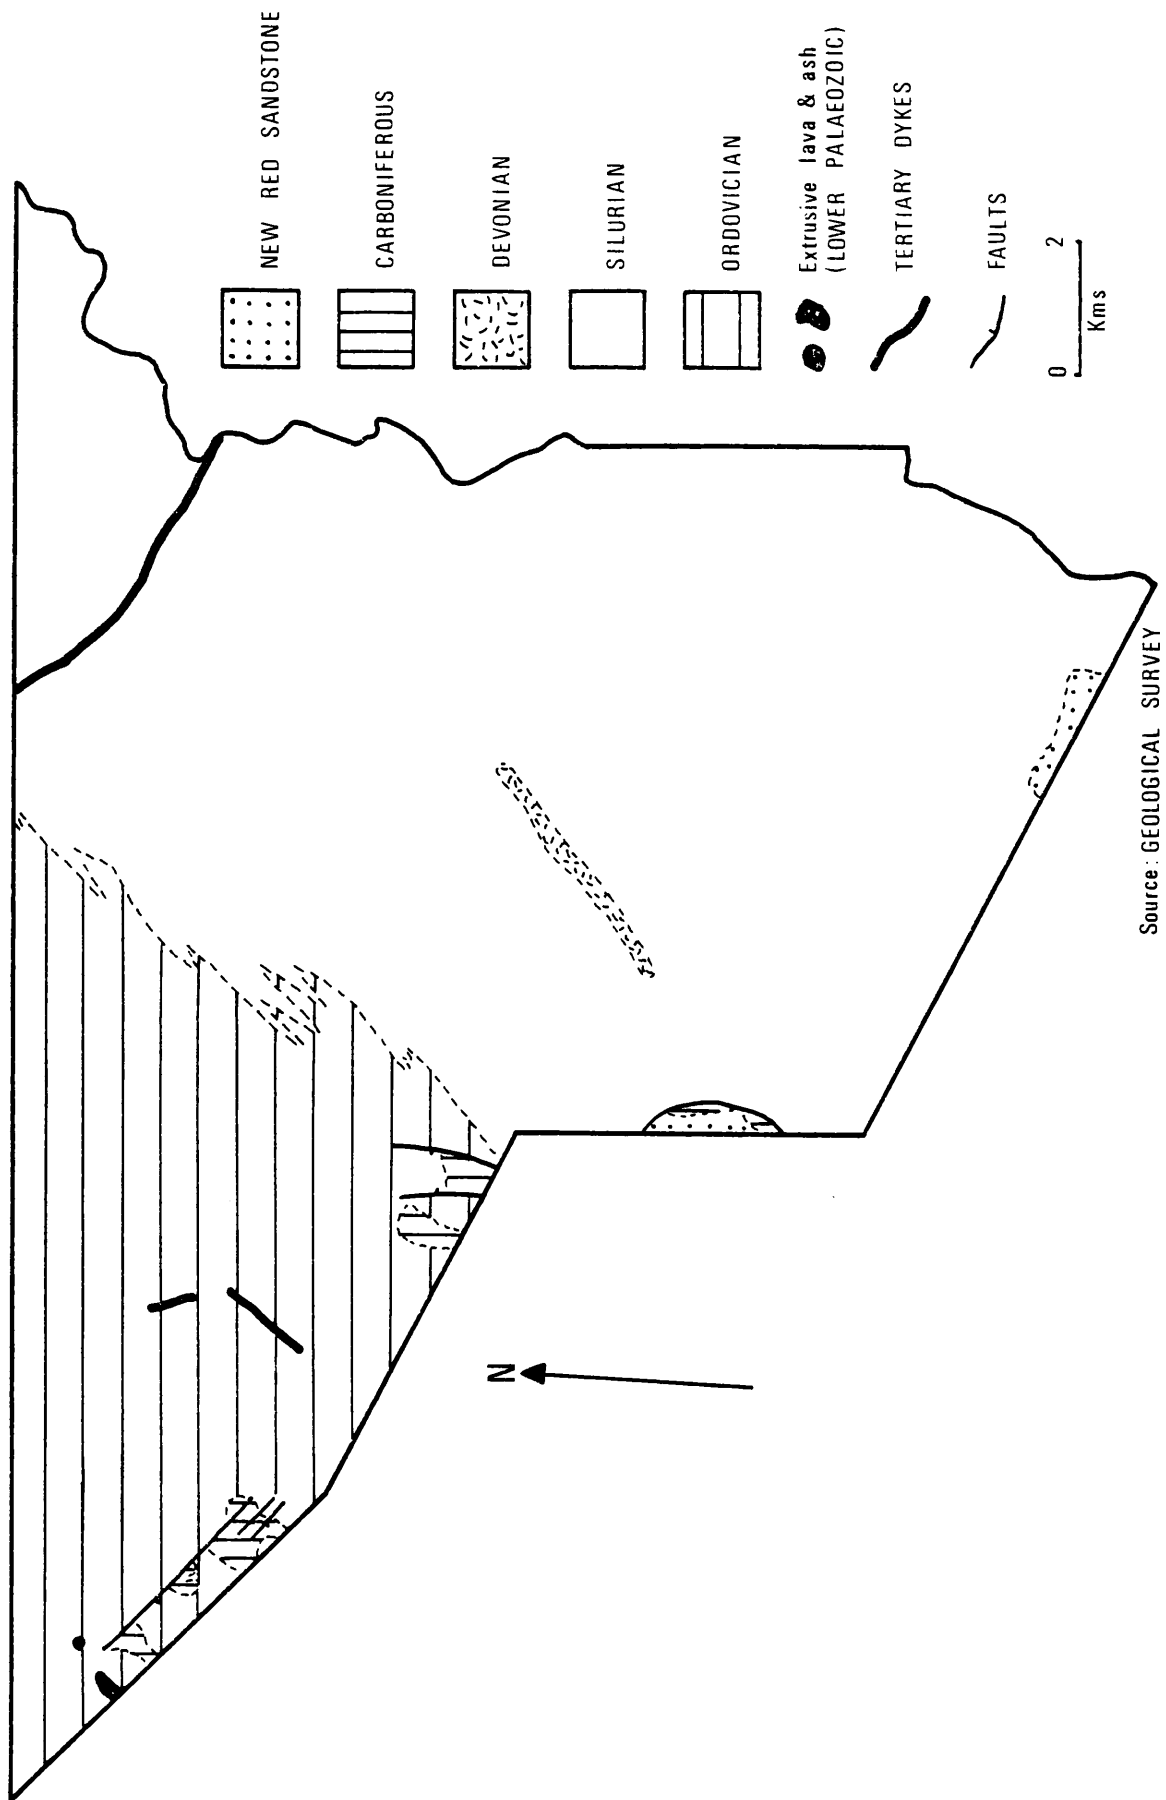 NEW RED SANDSTONE
CARBONIFEROUS
DEVONIAN
SILURIAN
ORDOVICIAN
Extrusive lava & ash
(LOWER PALAEOZOIC)
TERTIARY DYKES
FAULTS
0 2
Kms
N
Source: GEOLOGICAL SURVEY